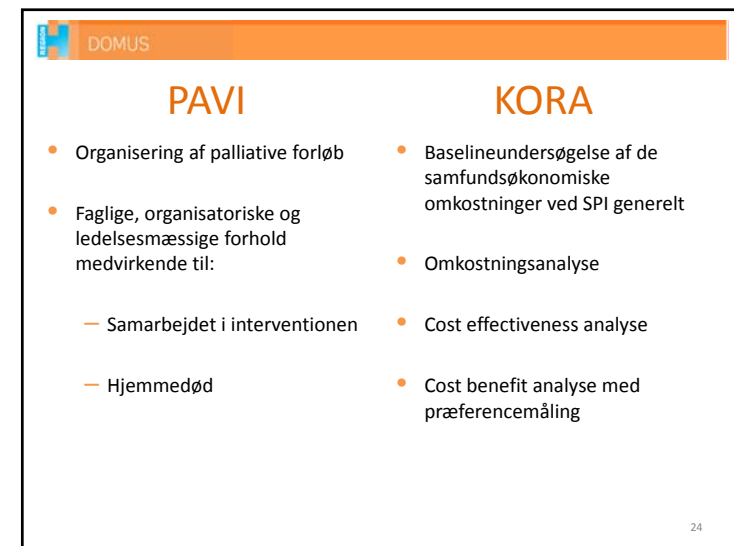 REGION
DOMUS
PAVI
• Organisering af palliative forløb
• Faglige, organisatoriske og
ledelsesmæssige forhold
medvirkende til:
– Samarbejdet i interventionen
– Hjemmedød
KORA
• Baselineundersøgelse af de
samfundsøkonomiske
omkostninger ved SPI generelt
• Omkostningsanalyse
• Cost effectiveness analyse
• Cost benefit analyse med
præferencemåling
24